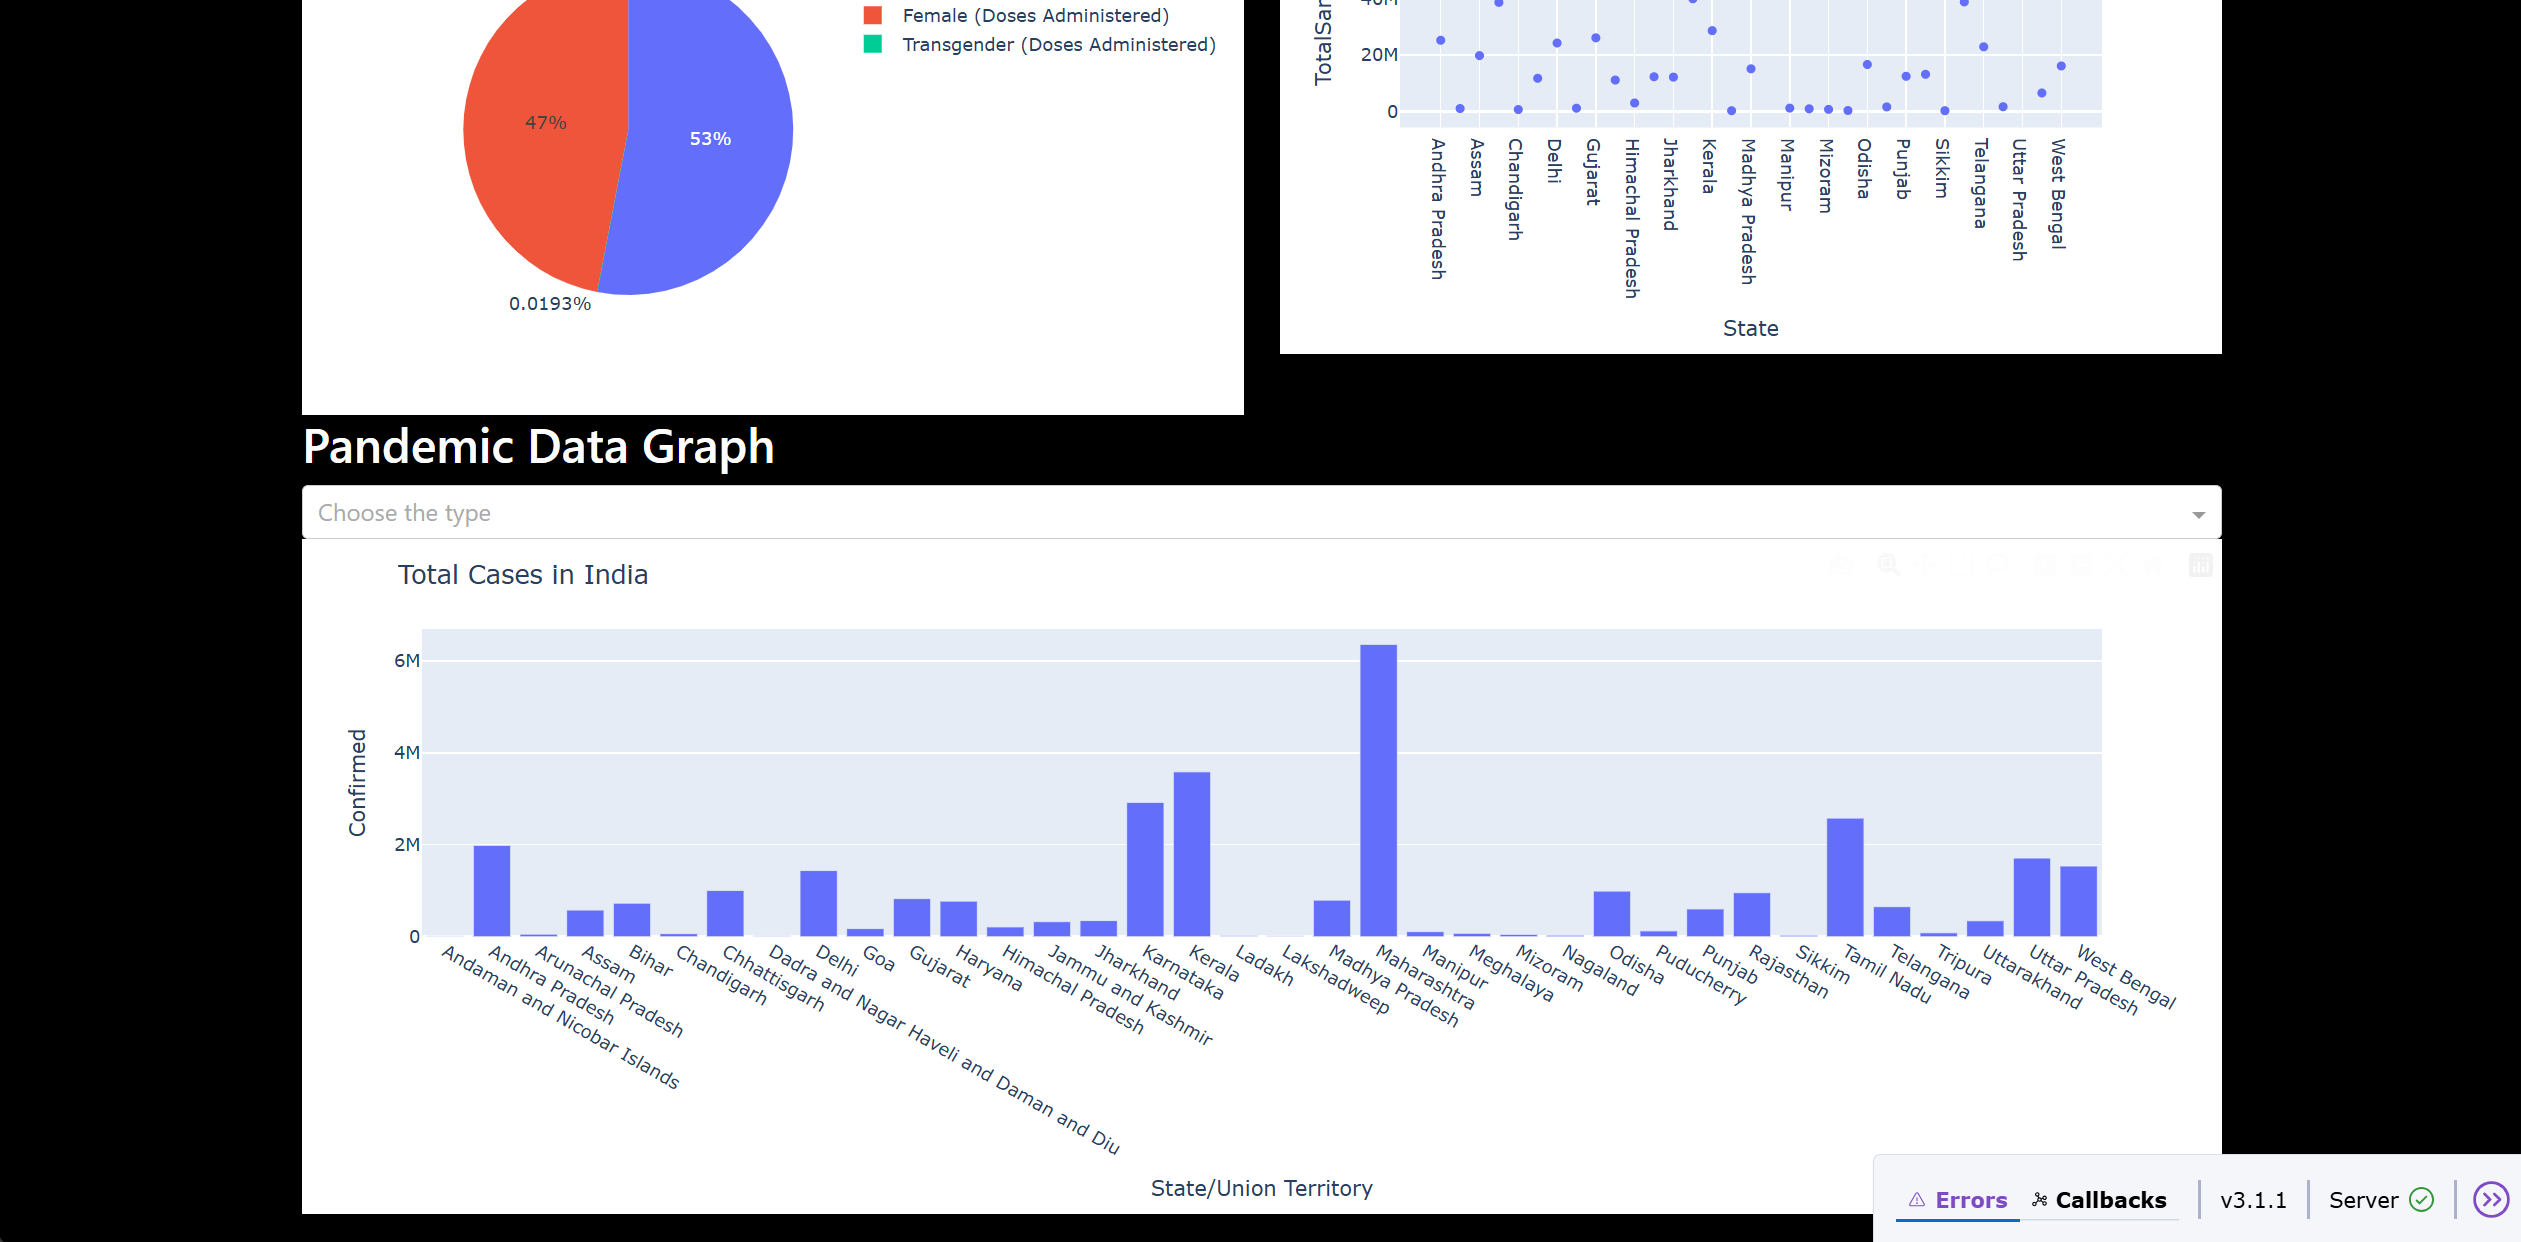 Female (Doses Administered)
Transgender (Doses Administered)
47%
53%
0.0193%
20M
0
Andhra Pradesh
Assam
Chandigarh
Delhi
Gujarat
Himachal Pradesh
Jharkhand
Kerala
Madhya Pradesh
Manipur
Mizoram
Odisha
Punjab
Sikkim
Telangana
Uttar Pradesh
West Bengal
State
Pandemic Data Graph
Choose the type
Total Cases in India
Confirmed
6M
4M
2M
0
Andaman and Nicobar Islands
Andhra Pradesh
Arunachal Pradesh
Assam
Bihar
Chandigarh
Chhattisgarh
Dadra and Nagar Haveli and Daman and Diu
Delhi
Goa
Gujarat
Haryana
Himachal Pradesh
Jammu and Kashmir
Jharkhand
Karnataka
Kerala
Ladakh
Lakshadweep
Madhya Pradesh
Maharashtra
Manipur
Meghalaya
Mizoram
Nagaland
Odisha
Puducherry
Punjab
Rajasthan
Sikkim
Tamil Nadu
Telangana
Tripura
Uttarakhand
Uttar Pradesh
West Bengal
State/Union Territory
Errors
Callbacks
v3.1.1
Server